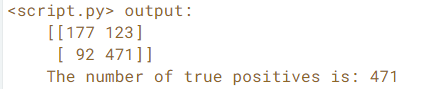 <script.py> output:
[[177 123]
[ 92 471]]
The number of true positives is: 471